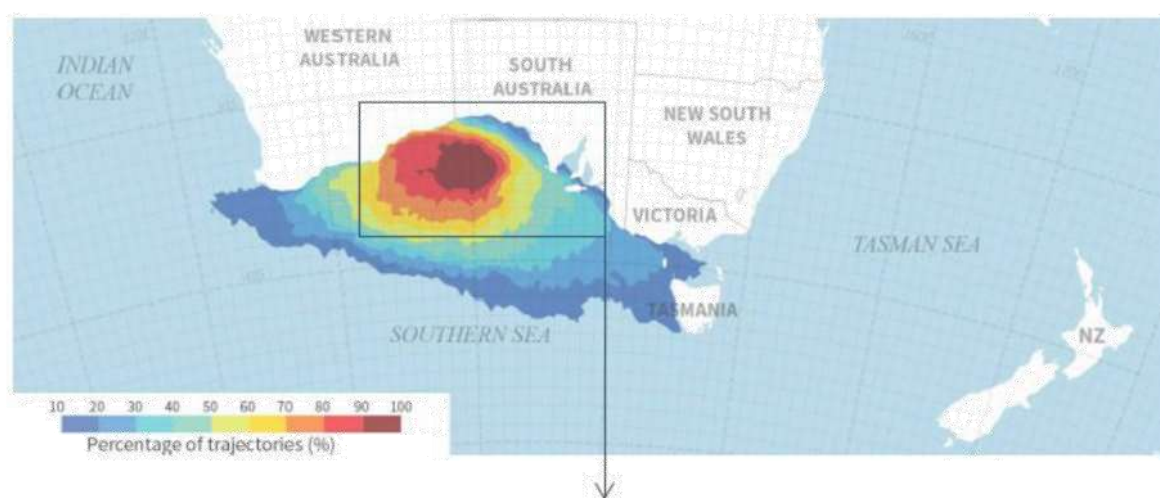 WESTERN
AUSTRALIA
INDIAN
OCEAN
SOUTH
AUSTRALIA
NEW SOUTH
WALES
VICTORIA
TASMAN SEA
TASMANIA
SOUTHERN SEA
NZ
10 20 30 40 50 60 70 80 90 100
Percentage of trajectories (%)